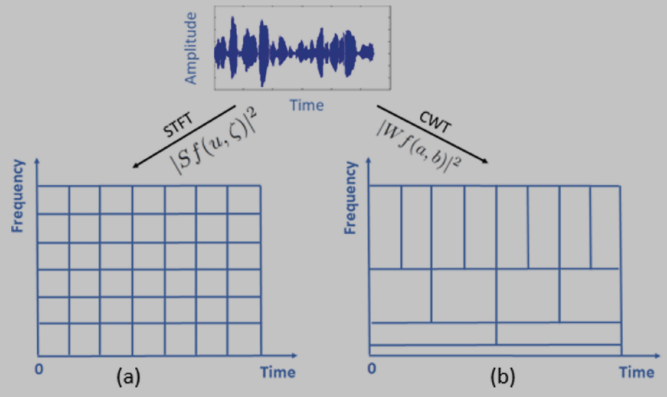 Amplitude
Time
STFT
|Sf(u, ζ)|²
CWT
|Wf(a, b)|²
Frequency
0
Time
(a)
Frequency
0
Time
(b)